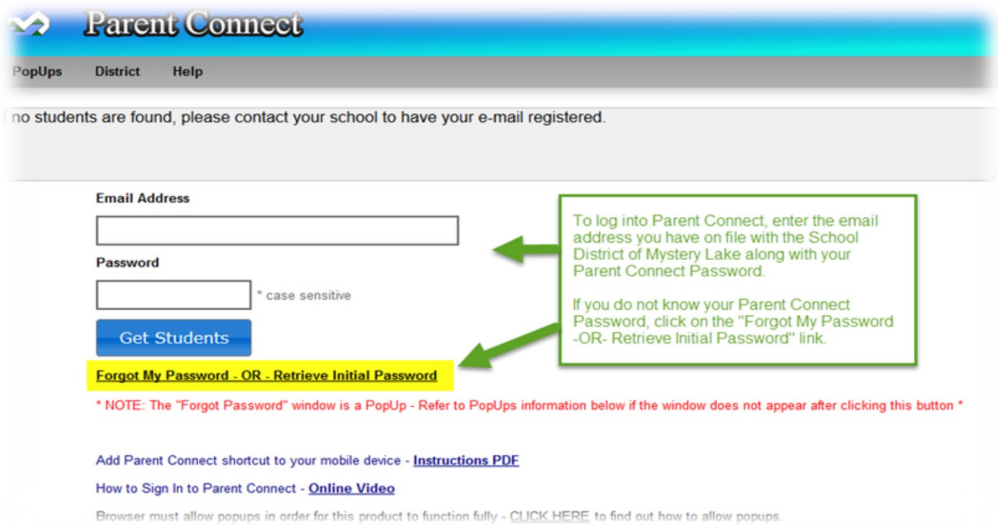 Parent Connect
PopUps District Help
If no students are found, please contact your school to have your e-mail registered.
Email Address
Password
* case sensitive
Get Students
Forgot My Password - OR - Retrieve Initial Password
* NOTE: The "Forgot Password" window is a PopUp - Refer to PopUps information below if the window does not appear after clicking this button *
To log into Parent Connect, enter the email
address you have on file with the School
District of Mystery Lake along with your
Parent Connect Password.
If you do not know your Parent Connect
Password, click on the "Forgot My Password
-OR- Retrieve Initial Password" link.
Add Parent Connect shortcut to your mobile device - Instructions PDF
How to Sign In to Parent Connect - Online Video
Browser must allow popups in order for this product to function fully - CLICK HERE to find out how to allow popups.